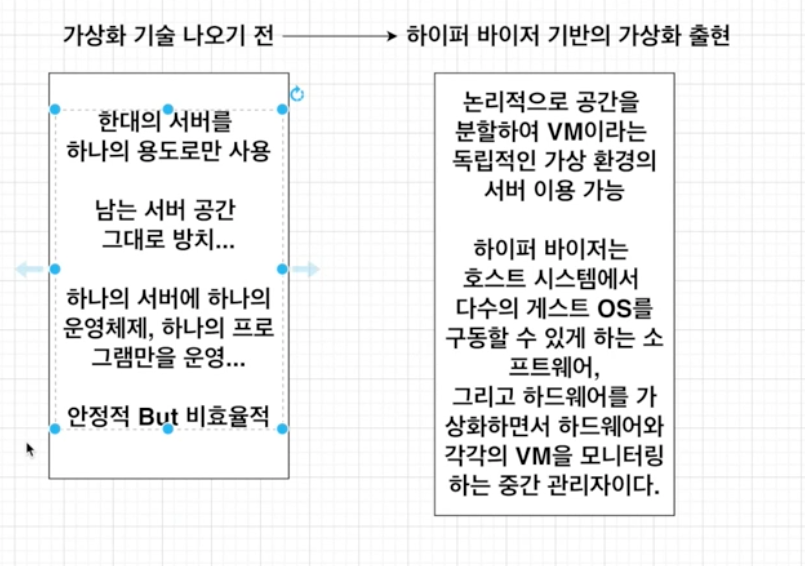 가상화 기술 나오기 전
하이퍼 바이저 기반의 가상화 출현
한대의 서버를
하나의 용도로만 사용
남는 서버 공간
그대로 방치...
하나의 서버에 하나의
운영체제, 하나의 프로
그램만을 운영...
안정적 But 비효율적
논리적으로 공간을
분할하여 VM이라는
독립적인 가상 환경의
서버 이용 가능
하이퍼 바이저는
호스트 시스템에서
다수의 게스트 OS를
구동할 수 있게 하는 소
프트웨어,
그리고 하드웨어를 가
상화하면서 하드웨어와
각각의 VM을 모니터링
하는 중간 관리자이다.